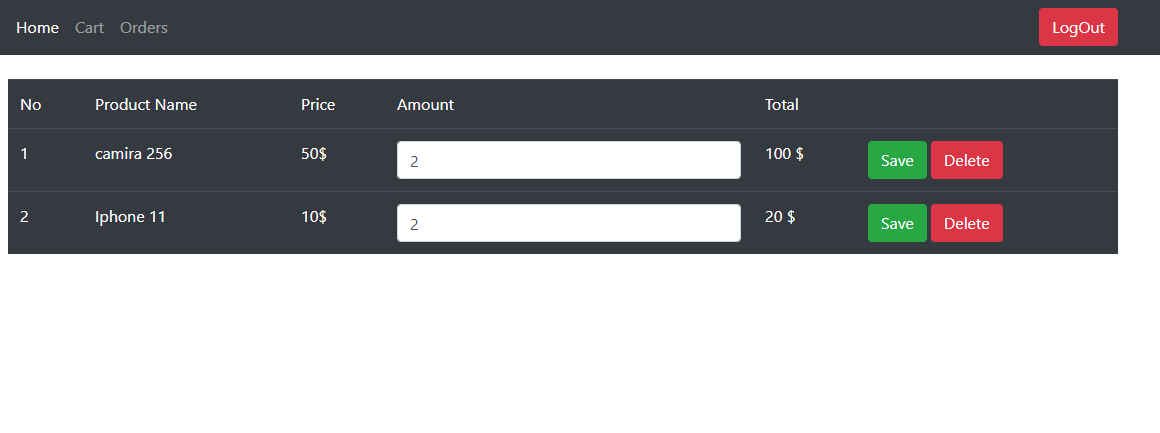 Home Cart Orders LogOut
No Product Name Price Amount Total
1 camira 256 50$ 2 100 $ Save Delete
2 Iphone 11 10$ 2 20 $ Save Delete